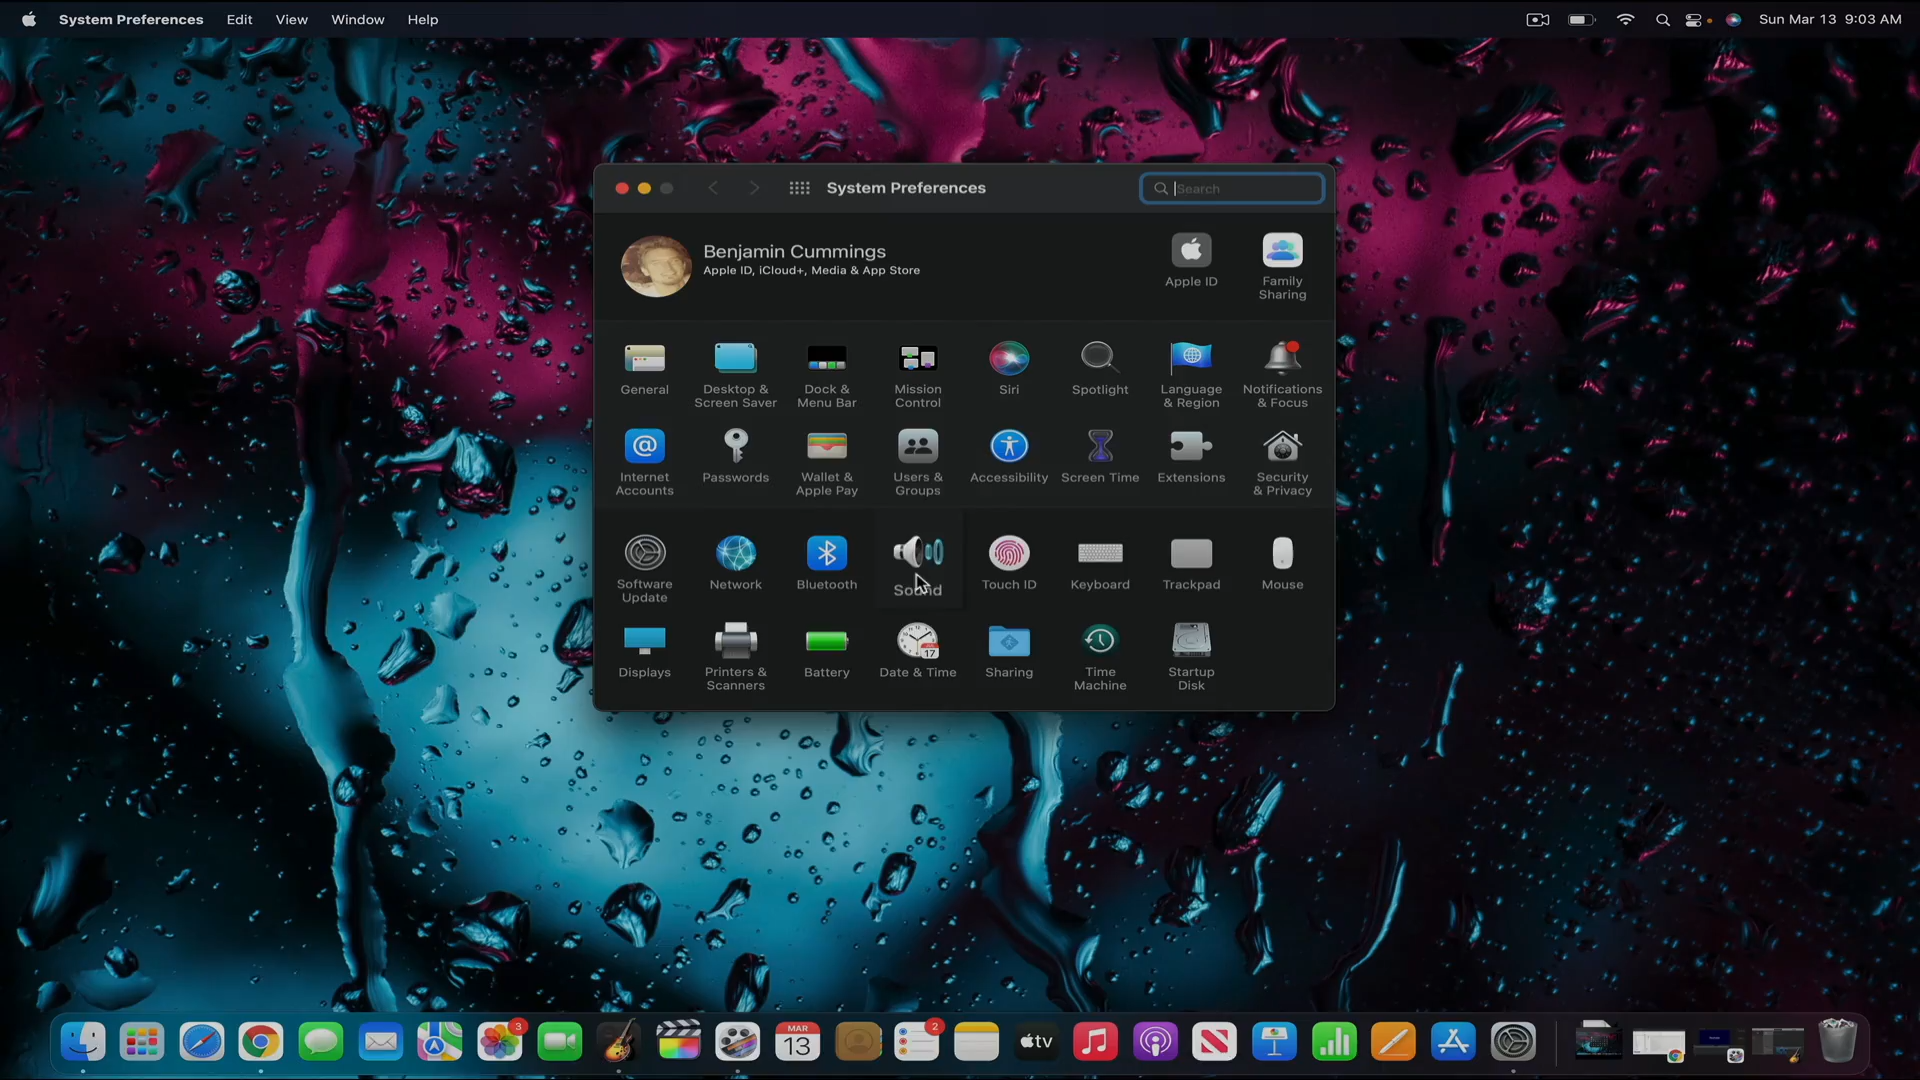 System Preferences Edit View Window Help Sun Mar 13 9:03 AM
System Preferences Search
Benjamin Cummings
Apple ID, iCloud+, Media & App Store
Apple ID
Family
Sharing
General
Desktop &
Screen Saver
Dock &
Menu Bar
Mission
Control
Siri
Spotlight
Language
& Region
Notifications
& Focus
Internet
Accounts
Passwords
Wallet &
Apple Pay
Users &
Groups
Accessibility
Screen Time
Extensions
Security
& Privacy
Software
Update
Network
Bluetooth
Sound
Touch ID
Keyboard
Trackpad
Mouse
Displays
Printers &
Scanners
Battery
17
Date & Time
Sharing
Time
Machine
Startup
Disk
3
MAR
13
2
tv